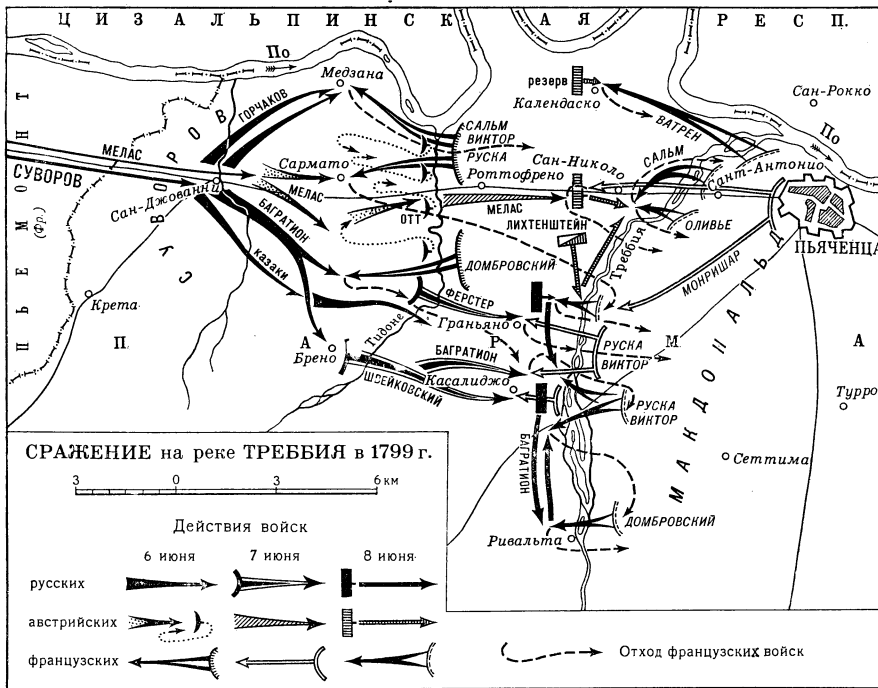 ЦИЗАЛЬПИНСКАЯ РЕСП.
ПЬЕМОНТ
(Фр.)
По
Медзана
резерв
Календаско
Сан-Рокко
ВАТРЕН
По
ГОРЧАКОВ
САЛЬМ
ВИКТОР
РУСКА
МЕЛАС
СУВОРОВ
Сармато
Сан-Николо
САЛЬМ
Сант-Антонио
Роттофрено
Сан-Джованни
МЕЛАС
ОТТ
МЕЛАС
ЛИХТЕНШТЕЙН
ОЛИВЬЕ
ПЬЯЧЕНЦА
БАГРАТИОН
казаки
ДОМБРОВСКИЙ
Треббия
МОНРИШАР
Крета
ФЕРСТЕР
Граньяно
Тидоне
Брено
БАГРАТИОН
РУСКА
ВИКТОР
ШВЕЙКОВСКИЙ
Касалиджо
П А Р М А
РУСКА
ВИКТОР
МАКДОНАЛЬД
Турро
БАГРАТИОН
Сеттима
ДОМБРОВСКИЙ
Ривальта
СРАЖЕНИЕ на реке ТРЕББИЯ в 1799 г.
3 0 3 6 км
Действия войск
6 июня 7 июня 8 июня
русских
австрийских
французских
Отход французских войск